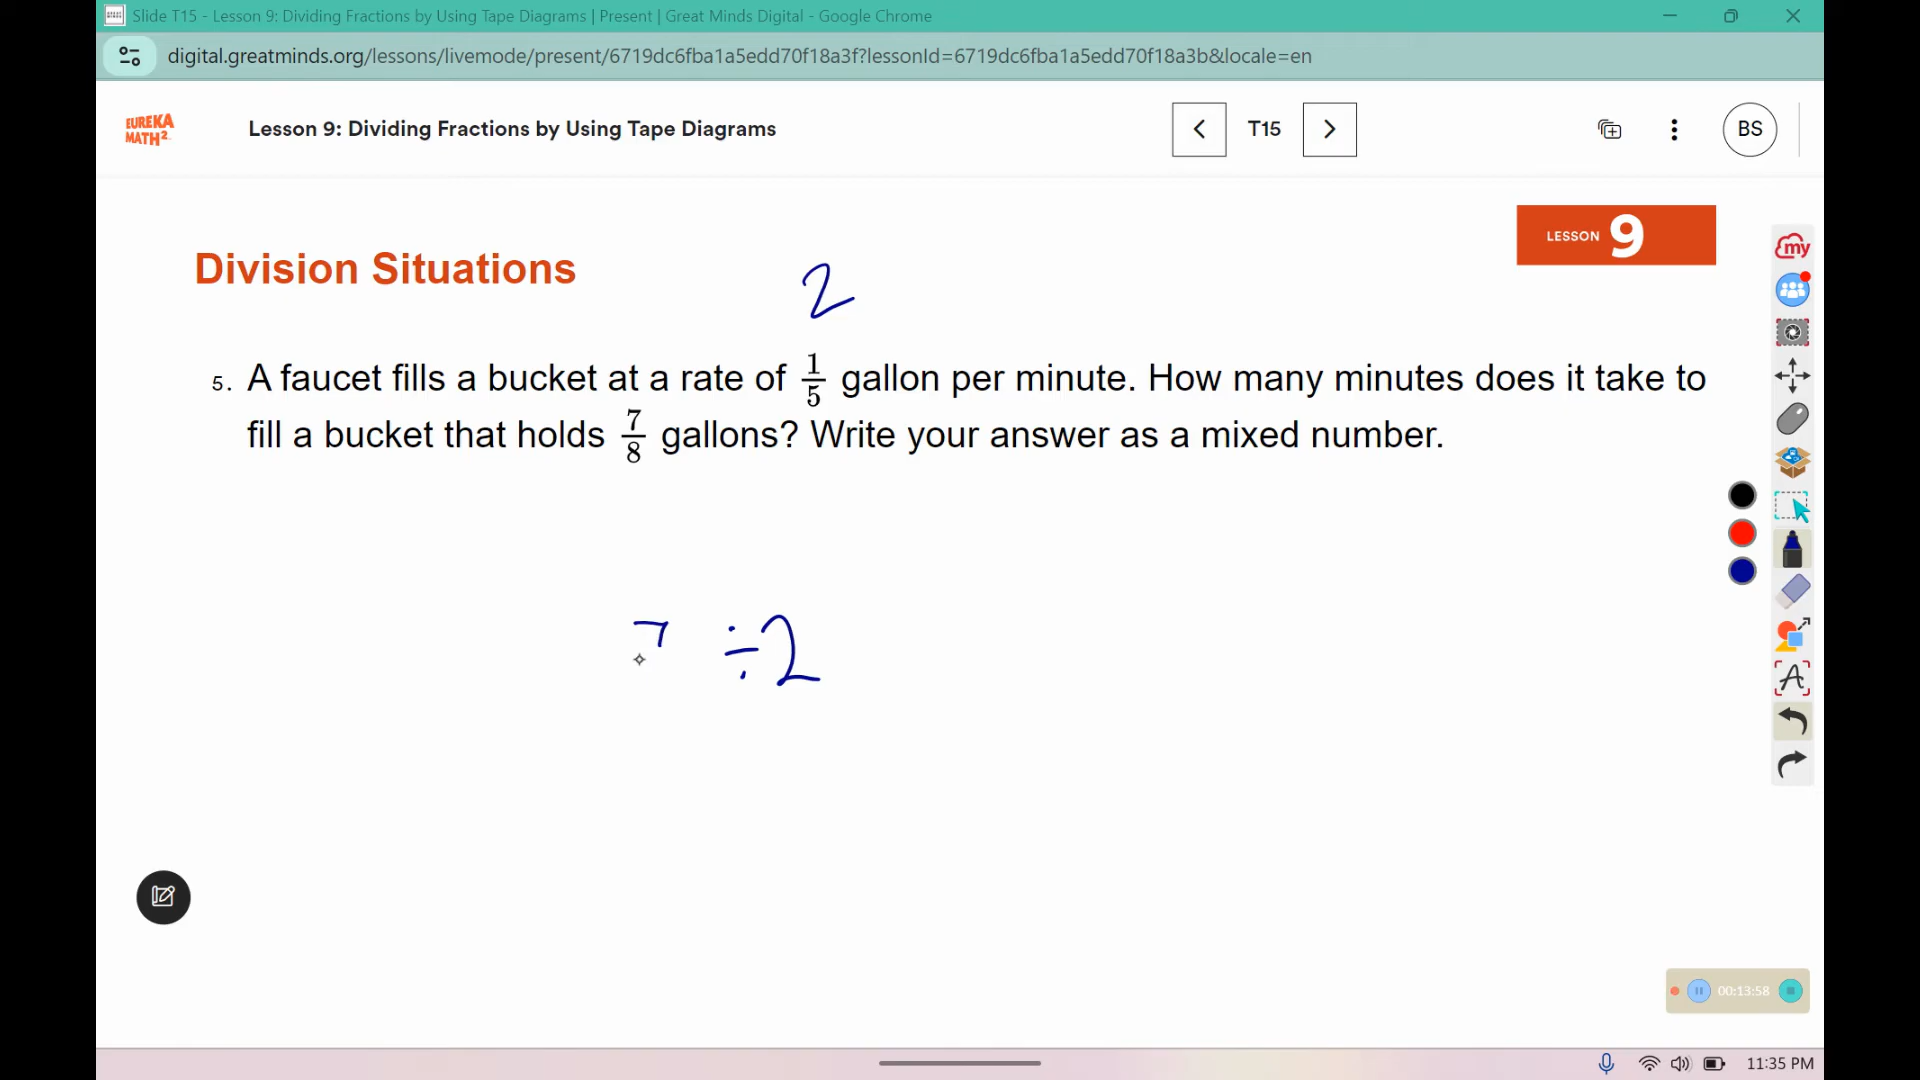 Slide T15 - Lesson 9: Dividing Fractions by Using Tape Diagrams | Present | Great Minds Digital - Google Chrome
digital.greatminds.org/lessons/livemode/present/6719dc6fba1a5edd70f18a3f?lessonId=6719dc6fba1a5edd70f18a3b&locale=en
EUREKA MATH²
Lesson 9: Dividing Fractions by Using Tape Diagrams
T15
BS
LESSON 9
Division Situations
2
5. A faucet fills a bucket at a rate of 1/5 gallon per minute. How many minutes does it take to
fill a bucket that holds 7/8 gallons? Write your answer as a mixed number.
7 ÷ 2
my
A
00:13:58
11:35 PM